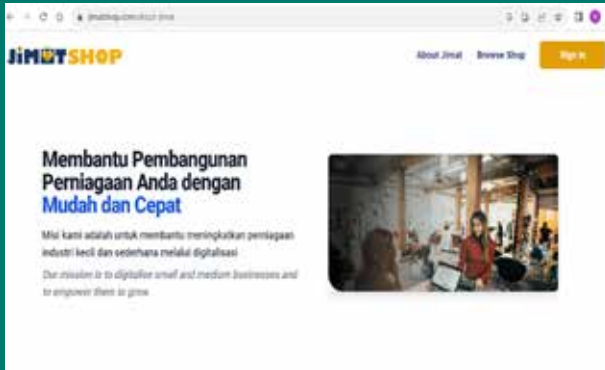 JiMATSHOP
About Jimat Browse Shop Sign In
Membantu Pembangunan
Perniagaan Anda dengan
Mudah dan Cepat
Misi kami adalah untuk membantu meningkatkan perniagaan
industri kecil dan sederhana melalui digitalisasi
Our mission is to digitalise small and medium businesses and
to empower them to grow